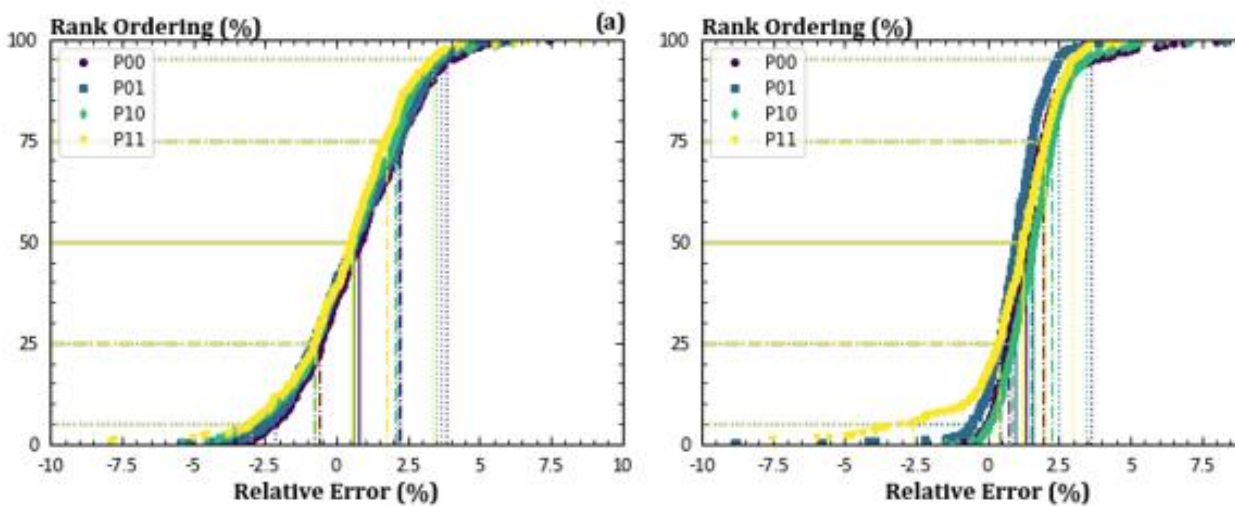 Rank Ordering (%) (a)
100
75
50
25
0
P00
P01
P10
P11
-10 -7.5 -5 -2.5 0 2.5 5 7.5 10
Relative Error (%)
Rank Ordering (%)
100
75
50
25
0
P00
P01
P10
P11
-10 -7.5 -5 -2.5 0 2.5 5 7.5
Relative Error (%)